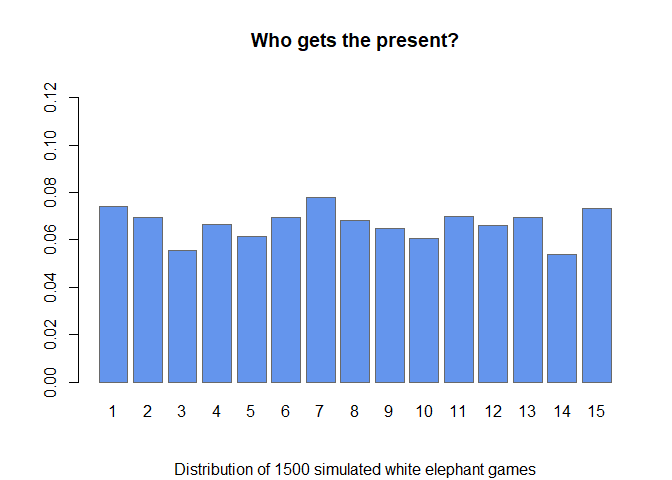 Who gets the present?
0.12
0.10
0.08
0.06
0.04
0.02
0.00
1 2 3 4 5 6 7 8 9 10 11 12 13 14 15
Distribution of 1500 simulated white elephant games